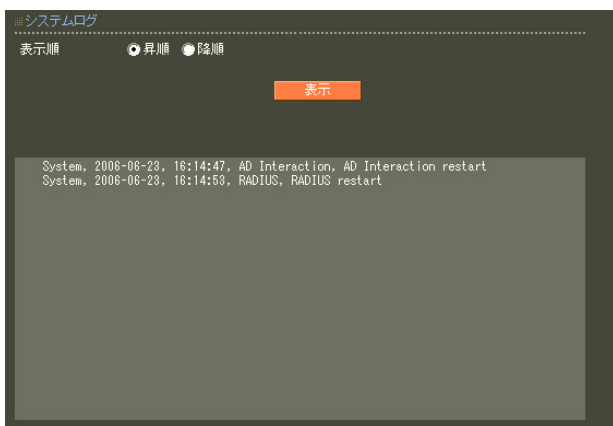 システムログ
表示順 昇順 降順
表示
System, 2006-06-23, 16:14:47, AD Interaction, AD Interaction restart
System, 2006-06-23, 16:14:53, RADIUS, RADIUS restart